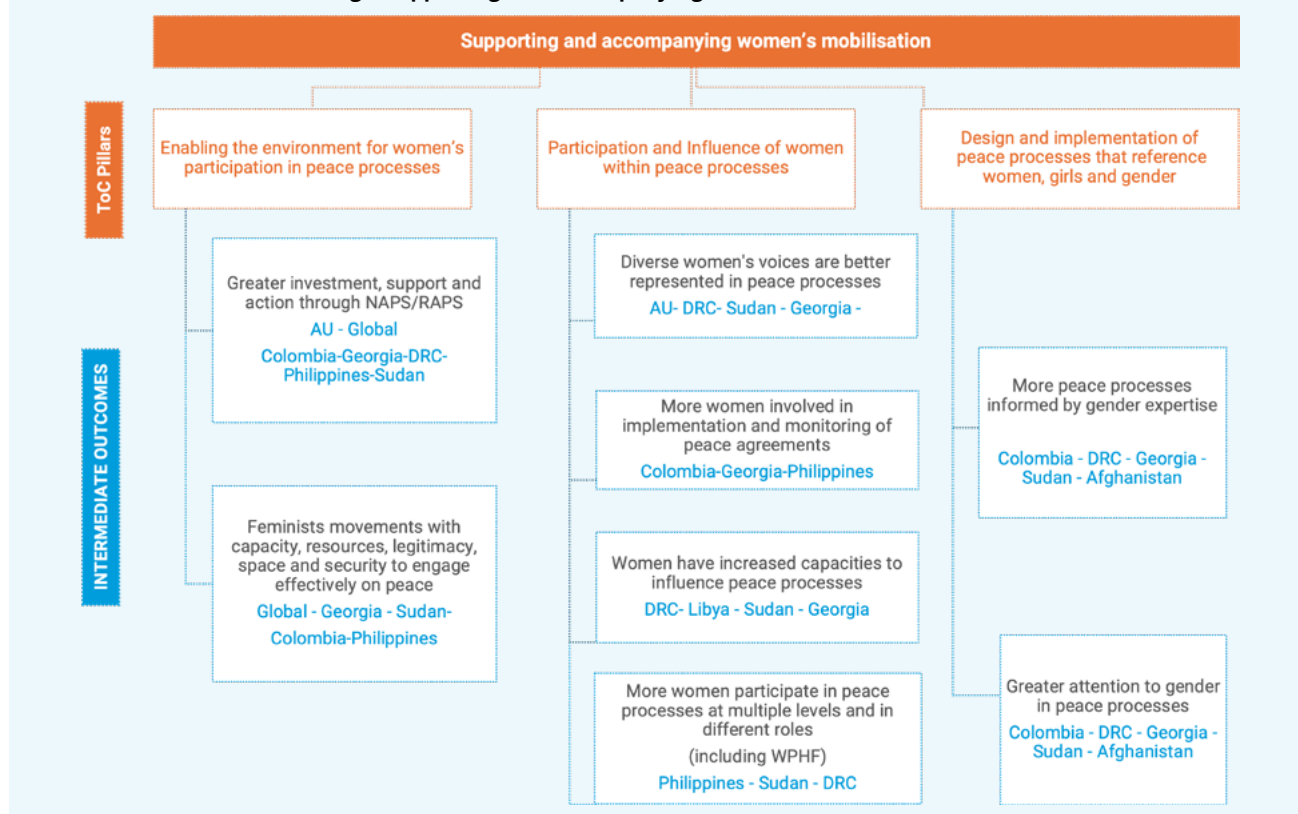 Supporting and accompanying women's mobilisation
ToC Pillars
Enabling the environment for women's
participation in peace processes
Participation and Influence of women
within peace processes
Design and implementation of
peace processes that reference
women, girls and gender
INTERMEDIATE OUTCOMES
Greater investment, support and
action through NAPS/RAPS
AU - Global
Colombia-Georgia-DRC-
Philippines-Sudan
Feminists movements with
capacity, resources, legitimacy,
space and security to engage
effectively on peace
Global - Georgia - Sudan-
Colombia-Philippines
Diverse women's voices are better
represented in peace processes
AU- DRC- Sudan - Georgia -
More women involved in
implementation and monitoring of
peace agreements
Colombia-Georgia-Philippines
Women have increased capacities to
influence peace processes
DRC- Libya - Sudan - Georgia
More women participate in peace
processes at multiple levels and in
different roles
(including WPHF)
Philippines - Sudan - DRC
More peace processes
informed by gender expertise
Colombia - DRC - Georgia -
Sudan - Afghanistan
Greater attention to gender
in peace processes
Colombia - DRC - Georgia -
Sudan - Afghanistan